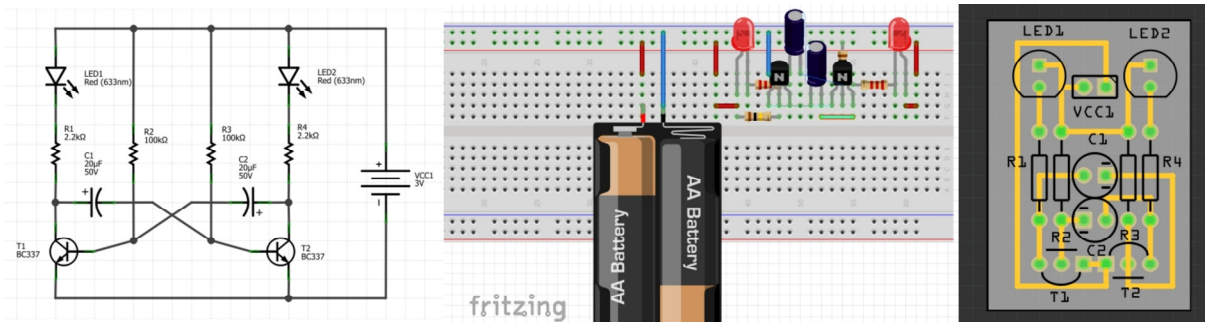 LED1
Red (633nm)
LED2
Red (633nm)
R1
2.2kΩ
R2
100kΩ
R3
100kΩ
R4
2.2kΩ
C1
20µF
50V
C2
20µF
50V
VCC1
3V
T1
BC337
T2
BC337
N
N
AA Battery
AA Battery
fritzing
LED1
LED2
VCC1
C1
R1
R4
R2
R3
C2
T1
T2